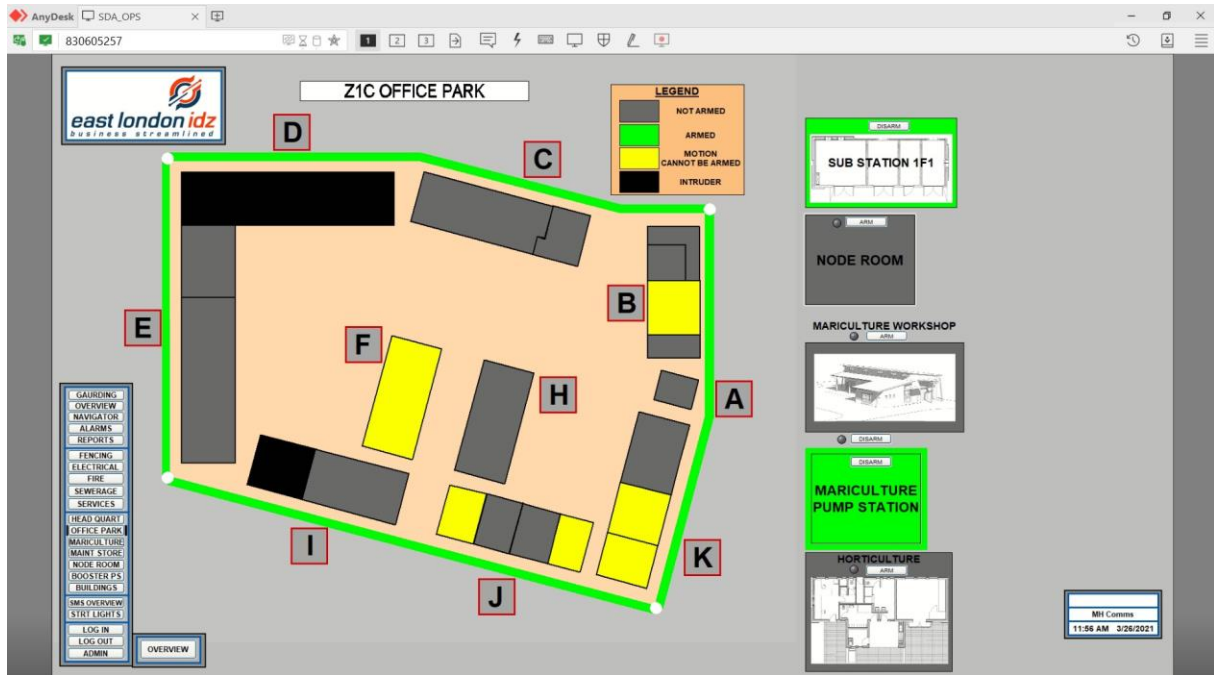 AnyDesk
SDA_OPS
830605257
1
2
3
east london idz
business streamlined
Z1C OFFICE PARK
LEGEND
NOT ARMED
ARMED
MOTION
CANNOT BE ARMED
INTRUDER
D
C
B
E
F
H
A
I
J
K
DISARM
SUB STATION 1F1
ARM
NODE ROOM
MARICULTURE WORKSHOP
ARM
DISARM
DISARM
MARICULTURE
PUMP STATION
HORTICULTURE
ARM
GAURDING
OVERVIEW
NAVIGATOR
ALARMS
REPORTS
FENCING
ELECTRICAL
FIRE
SEWERAGE
SERVICES
HEAD QUART
OFFICE PARK
MARICULTURE
MAINT STORE
NODE ROOM
BOOSTER PS
BUILDINGS
SMS OVERVIEW
STRT LIGHTS
LOG IN
LOG OUT
ADMIN
OVERVIEW
MH Comms
11:56 AM 3/26/2021